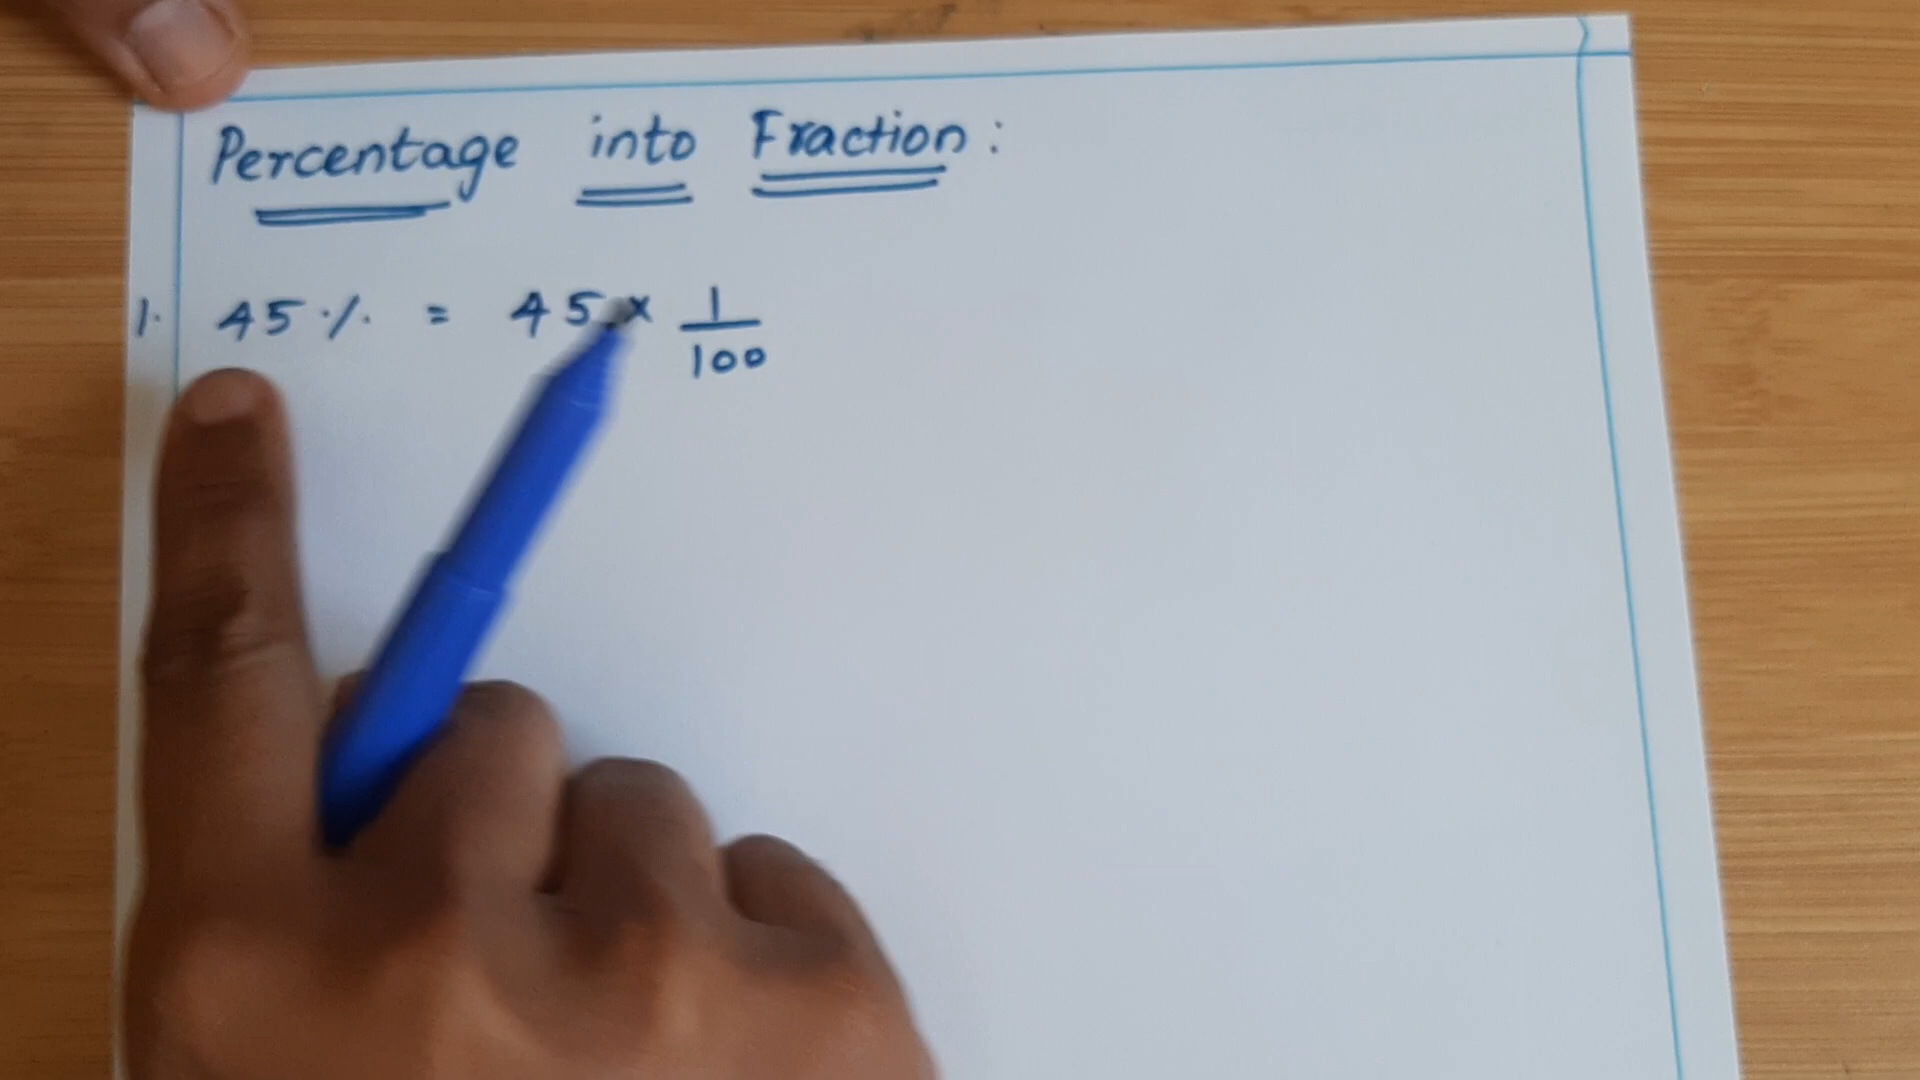 Percentage into Fraction:
1. 45% = 45 x 1/100